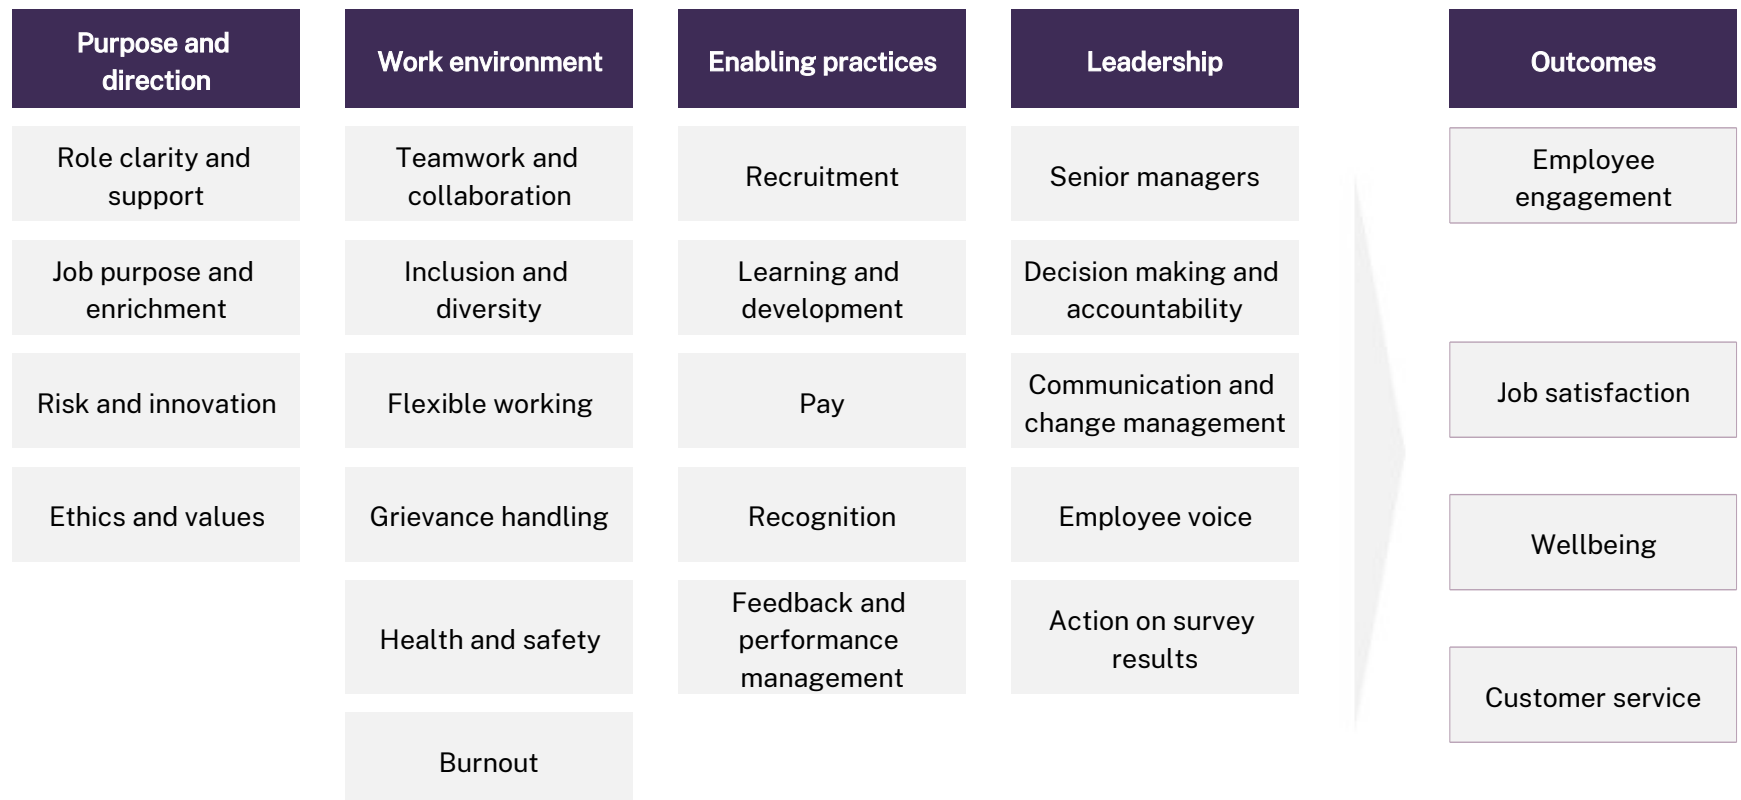 Purpose and
direction
Role clarity and
support
Job purpose and
enrichment
Risk and innovation
Ethics and values
Work environment
Teamwork and
collaboration
Inclusion and
diversity
Flexible working
Grievance handling
Health and safety
Burnout
Enabling practices
Recruitment
Learning and
development
Pay
Recognition
Feedback and
performance
management
Leadership
Senior managers
Decision making and
accountability
Communication and
change management
Employee voice
Action on survey
results
Outcomes
Employee
engagement
Job satisfaction
Wellbeing
Customer service